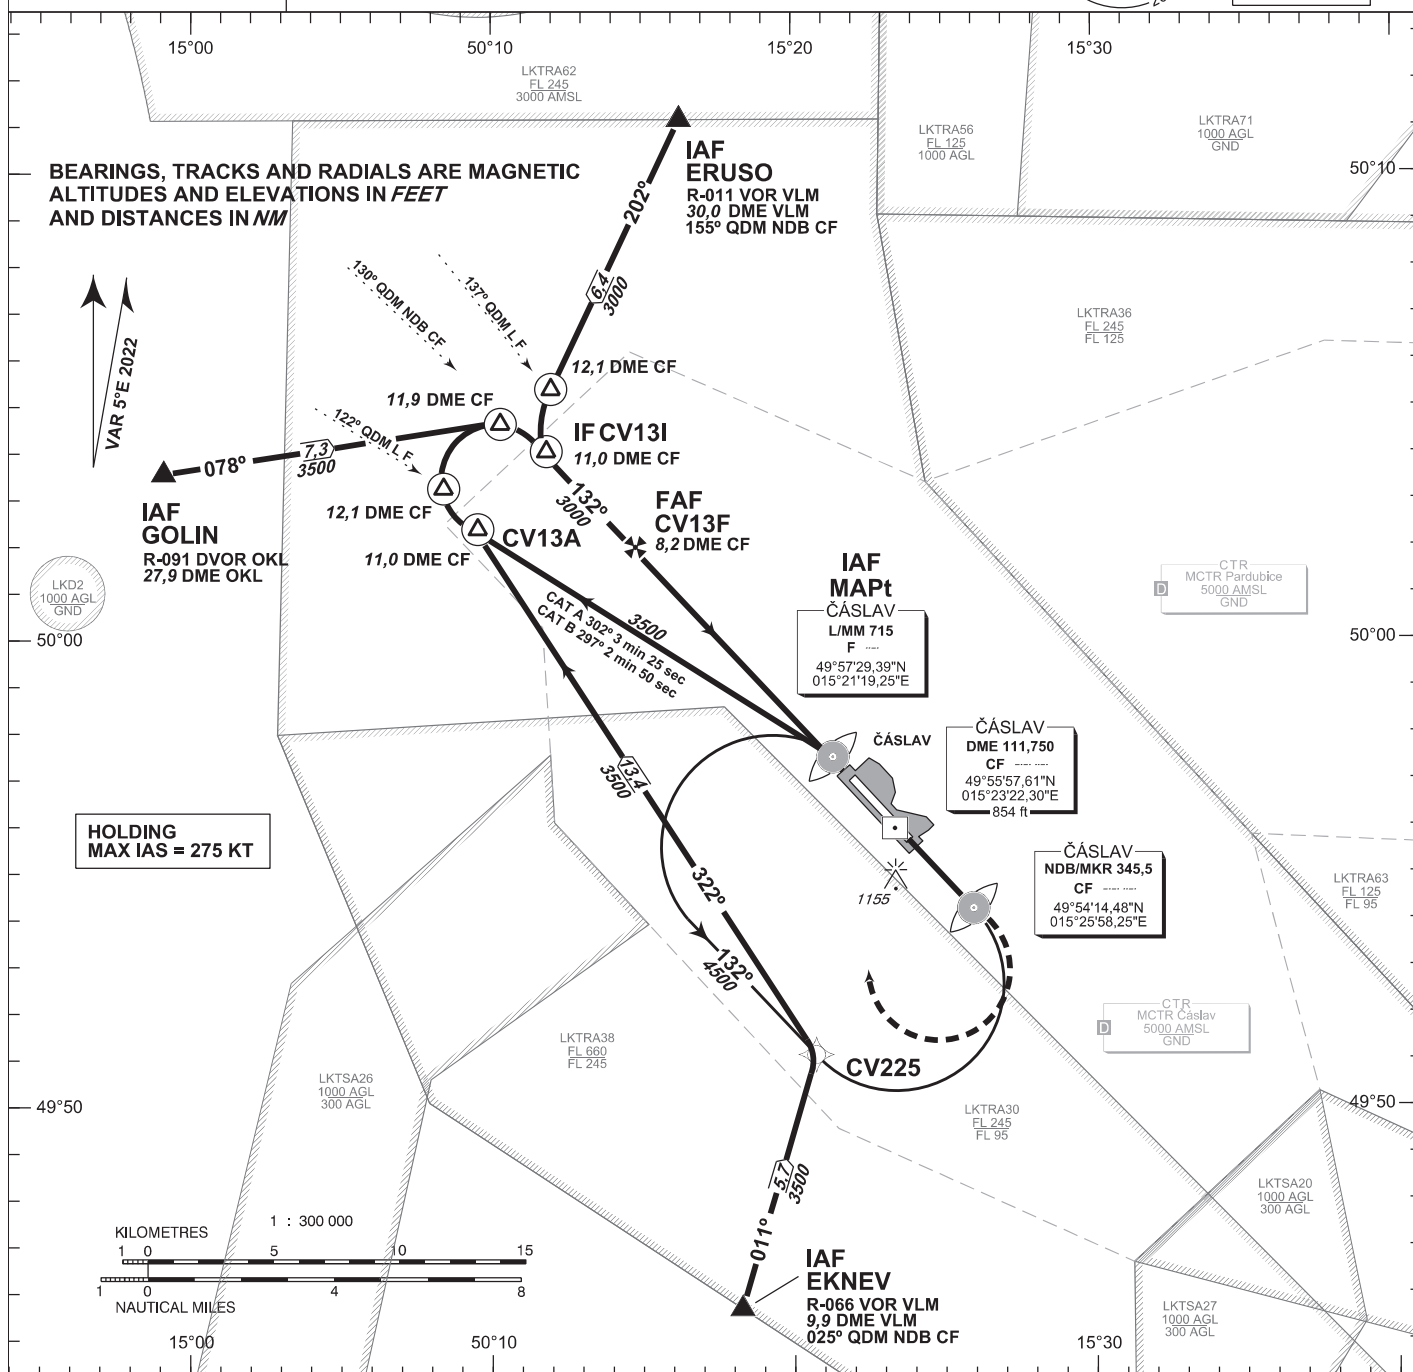 15°00
50°10
15°20
15°30
LKTRA62
FL 245
3000 AMSL
LKTRA56
FL 125
1000 AGL
LKTRA71
1000 AGL
GND
50°10
BEARINGS, TRACKS AND RADIALS ARE MAGNETIC
ALTITUDES AND ELEVATIONS IN FEET
AND DISTANCES IN NM
IAF
ERUSO
R-011 VOR VLM
30,0 DME VLM
155° QDM NDB CF
202°
6,4
3000
VAR 5°E 2022
130° QDM NDB CF
137° QDM L F
LKTRA36
FL 245
FL 125
12,1 DME CF
11,9 DME CF
122° QDM L F
IF CV13I
11,0 DME CF
078°
7,3
3500
132°
3000
IAF
GOLIN
R-091 DVOR OKL
27,9 DME OKL
12,1 DME CF
CV13A
11,0 DME CF
FAF
CV13F
8,2 DME CF
LKD2
1000 AGL
GND
IAF
MAPt
ČÁSLAV
L/MM 715
F
49°57'29,39"N
015°21'19,25"E
CTR
D
MCTR Pardubice
5000 AMSL
GND
50°00
50°00
3500
CAT A 302° 3 min 25 sec
CAT B 297° 2 min 50 sec
ČÁSLAV
ČÁSLAV
DME 111,750
CF
49°55'57,61"N
015°23'22,30"E
854 ft
13,4
3500
HOLDING
MAX IAS = 275 KT
ČÁSLAV
NDB/MKR 345,5
CF
49°54'14,48"N
015°25'58,25"E
1155
LKTRA63
FL 125
FL 95
322°
132°
4500
CTR
D
MCTR Čáslav
5000 AMSL
GND
LKTRA38
FL 660
FL 245
CV225
LKTSA26
1000 AGL
300 AGL
49°50
49°50
LKTRA30
FL 245
FL 95
5,7
3500
LKTSA20
1000 AGL
300 AGL
011°
1 : 300 000
KILOMETRES
1 0 5 10 15
1 0 4 8
NAUTICAL MILES
IAF
EKNEV
R-066 VOR VLM
9,9 DME VLM
025° QDM NDB CF
LKTSA27
1000 AGL
300 AGL
15°00
50°10
15°30